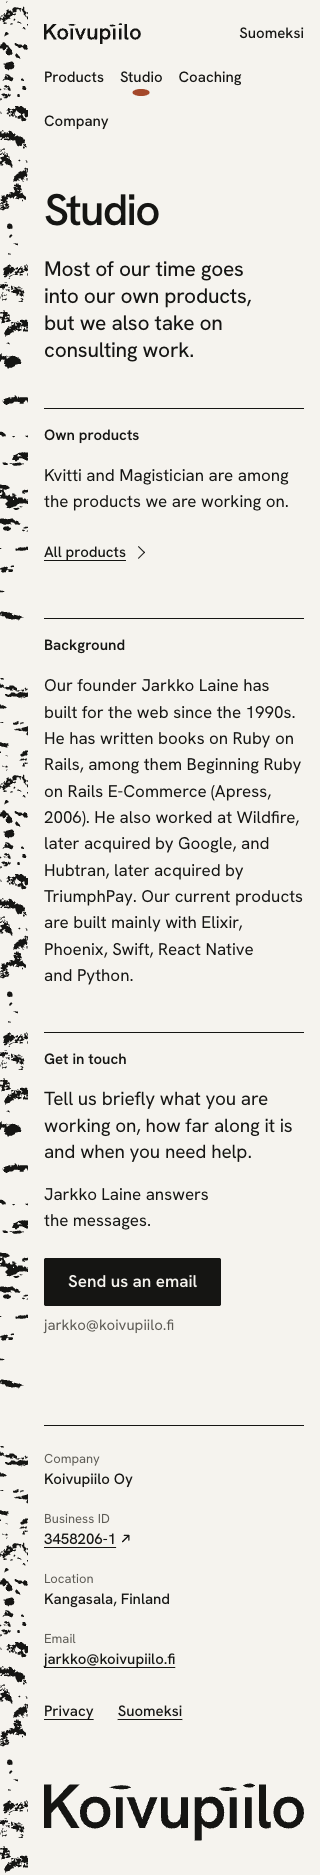 Koivupiilo
Suomeksi
Products Studio Coaching
Company
Studio
Most of our time goes
into our own products,
but we also take on
consulting work.
Own products
Kvitti and Magistician are among
the products we are working on.
All products
Background
Our founder Jarkko Laine has
built for the web since the 1990s.
He has written books on Ruby on
Rails, among them Beginning Ruby
on Rails E-Commerce (Apress,
2006). He also worked at Wildfire,
later acquired by Google, and
Hubtran, later acquired by
TriumphPay. Our current products
are built mainly with Elixir,
Phoenix, Swift, React Native
and Python.
Get in touch
Tell us briefly what you are
working on, how far along it is
and when you need help.
Jarkko Laine answers
the messages.
Send us an email
jarkko@koivupiilo.fi
Company
Koivupiilo Oy
Business ID
3458206-1
Location
Kangasala, Finland
Email
jarkko@koivupiilo.fi
Privacy Suomeksi
Koivupiilo